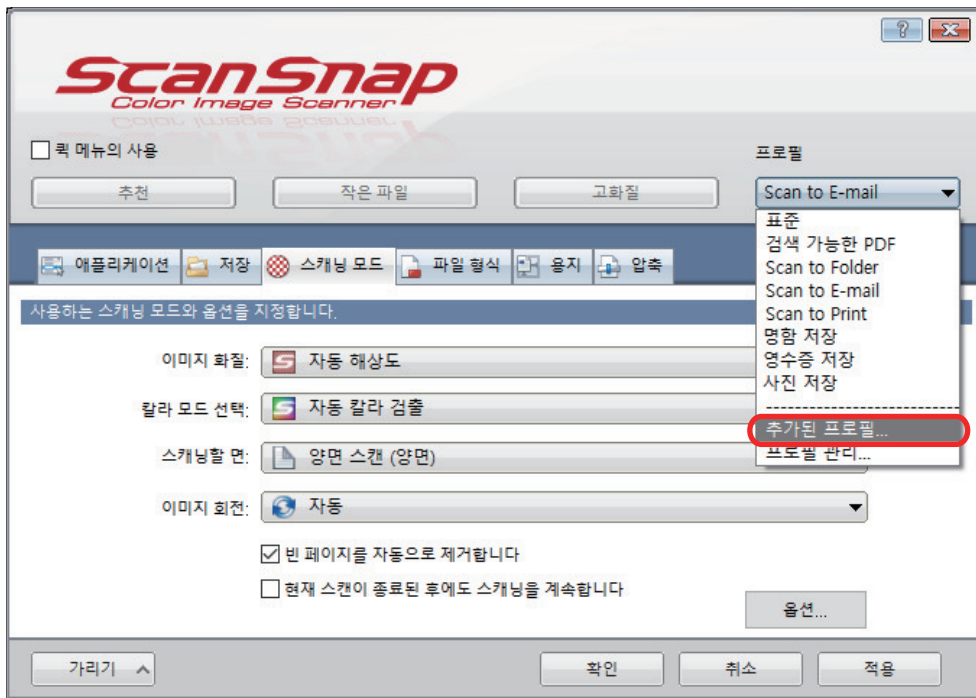 ScanSnap
Color Image Scanner
퀵 메뉴의 사용
프로필
추천
작은 파일
고화질
Scan to E-mail
표준
검색 가능한 PDF
Scan to Folder
Scan to E-mail
Scan to Print
명함 저장
영수증 저장
사진 저장
추가된 프로필...
프로필 관리...
애플리케이션
저장
스캐닝 모드
파일 형식
용지
압축
사용하는 스캐닝 모드와 옵션을 지정합니다.
이미지 화질: 자동 해상도
칼라 모드 선택: 자동 칼라 검출
스캐닝할 면: 양면 스캔 (양면)
이미지 회전: 자동
빈 페이지를 자동으로 제거합니다
현재 스캔이 종료된 후에도 스캐닝을 계속합니다
옵션...
가리기
확인
취소
적용